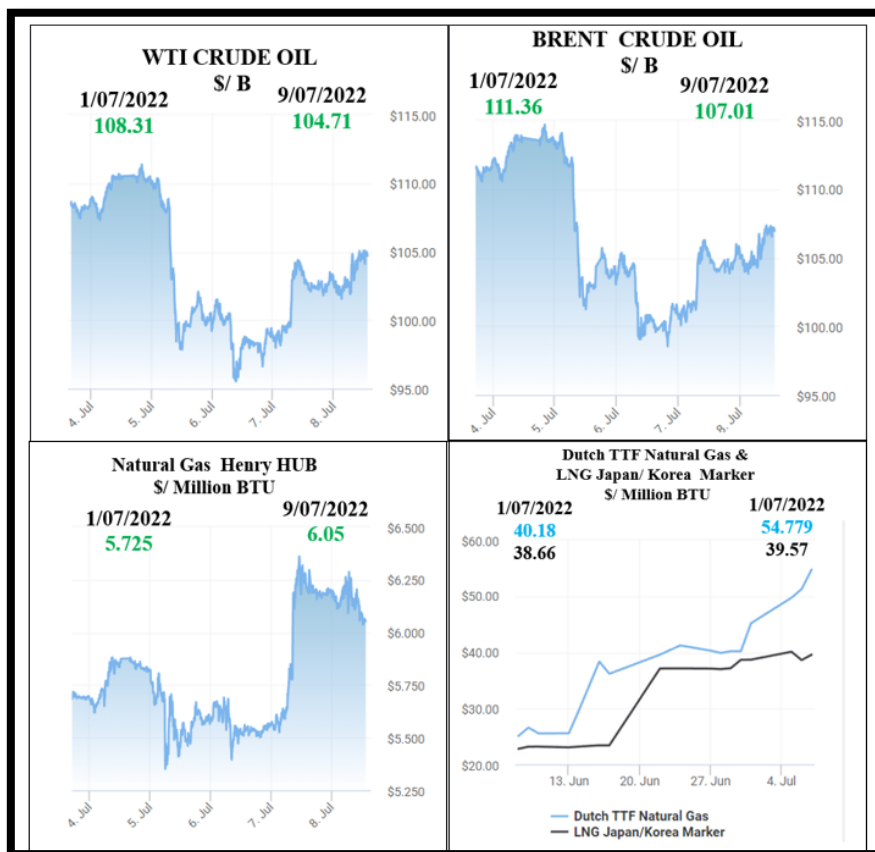 WTI CRUDE OIL
$/ B
1/07/2022 9/07/2022
108.31 104.71
$115.00
$110.00
$105.00
$100.00
$95.00
4. Jul 5. Jul 6. Jul 7. Jul 8. Jul
BRENT CRUDE OIL
$/ B
1/07/2022 9/07/2022
111.36 107.01
$115.00
$110.00
$105.00
$100.00
$95.00
4. Jul 5. Jul 6. Jul 7. Jul 8. Jul
Natural Gas Henry HUB
$/ Million BTU
1/07/2022 9/07/2022
5.725 6.05
$6.500
$6.250
$6.000
$5.750
$5.500
$5.250
4. Jul 5. Jul 6. Jul 7. Jul 8. Jul
Dutch TTF Natural Gas &
LNG Japan/ Korea Marker
$/ Million BTU
1/07/2022 1/07/2022
40.18 54.779
38.66 39.57
$60.00
$50.00
$40.00
$30.00
$20.00
13. Jun 20. Jun 27. Jun 4. Jul
Dutch TTF Natural Gas
LNG Japan/Korea Marker